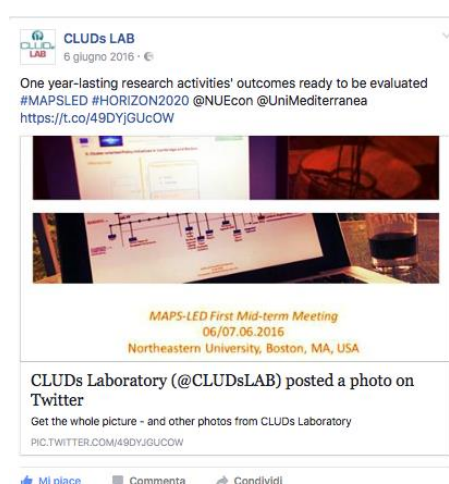 CLUDs
LAB
CLUDs LAB
6 giugno 2016 ·
One year-lasting research activities' outcomes ready to be evaluated
#MAPSLED #HORIZON2020 @NUEcon @UniMediterranea
https://t.co/49DYjGUcOW
MAPS-LED First Mid-term Meeting
06/07.06.2016
Northeastern University, Boston, MA, USA
CLUDs Laboratory (@CLUDsLAB) posted a photo on
Twitter
Get the whole picture - and other photos from CLUDs Laboratory
PIC.TWITTER.COM/49DYJGUCOW
Mi piace Commenta Condividi